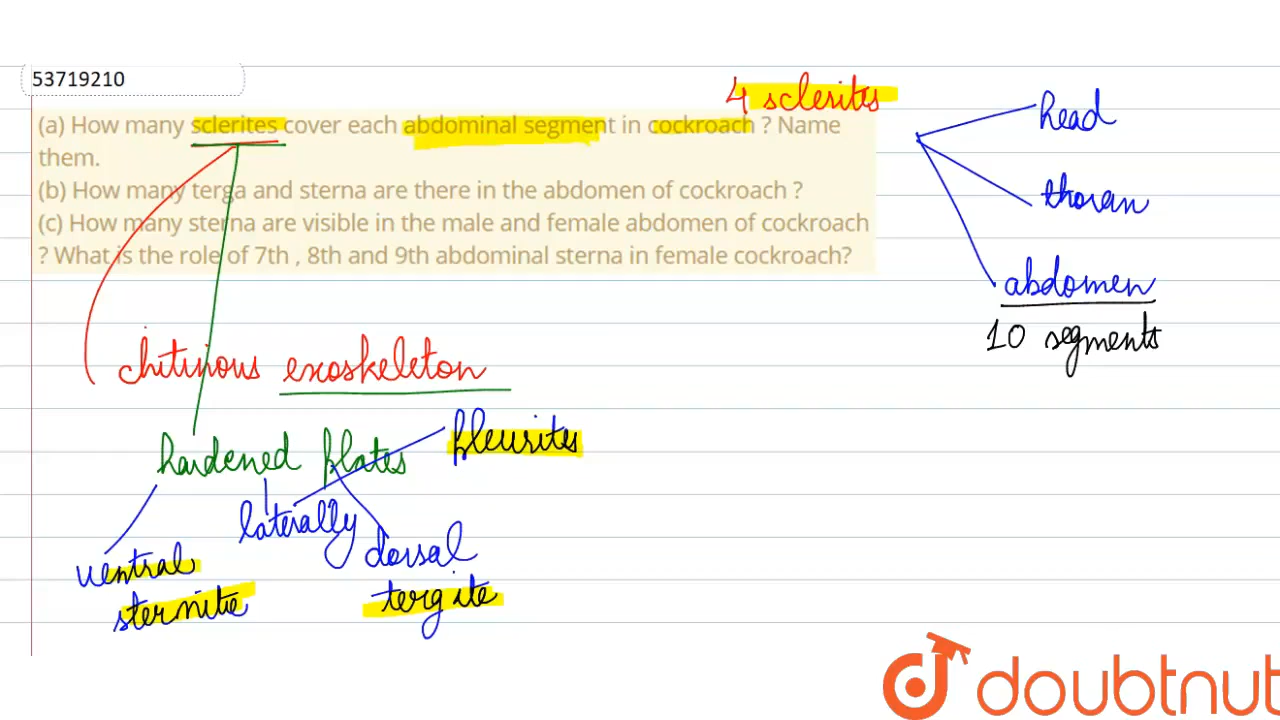 53719210
4 sclerites
(a) How many sclerites cover each abdominal segment in cockroach ? Name
them.
(b) How many terga and sterna are there in the abdomen of cockroach ?
(c) How many sterna are visible in the male and female abdomen of cockroach
? What is the role of 7th , 8th and 9th abdominal sterna in female cockroach?
head
thorax
abdomen
10 segments
chitinous exoskeleton
hardened plates
pleurites
laterally
ventral
sternite
dorsal
tergite
doubtnut